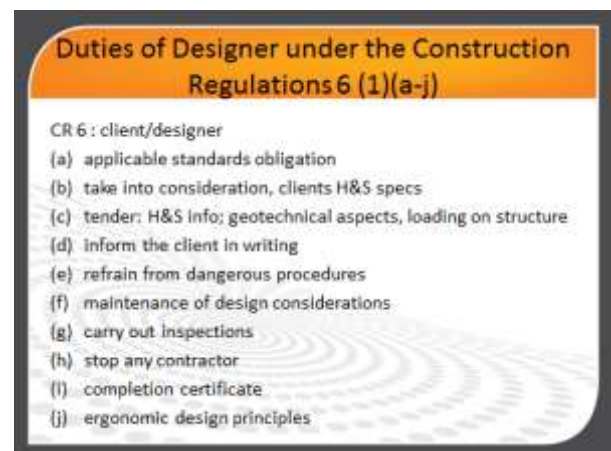 Duties of Designer under the Construction
Regulations 6 (1)(a-j)
CR 6 : client/designer
(a) applicable standards obligation
(b) take into consideration, clients H&S specs
(c) tender: H&S info; geotechnical aspects, loading on structure
(d) inform the client in writing
(e) refrain from dangerous procedures
(f) maintenance of design considerations
(g) carry out inspections
(h) stop any contractor
(i) completion certificate
(j) ergonomic design principles